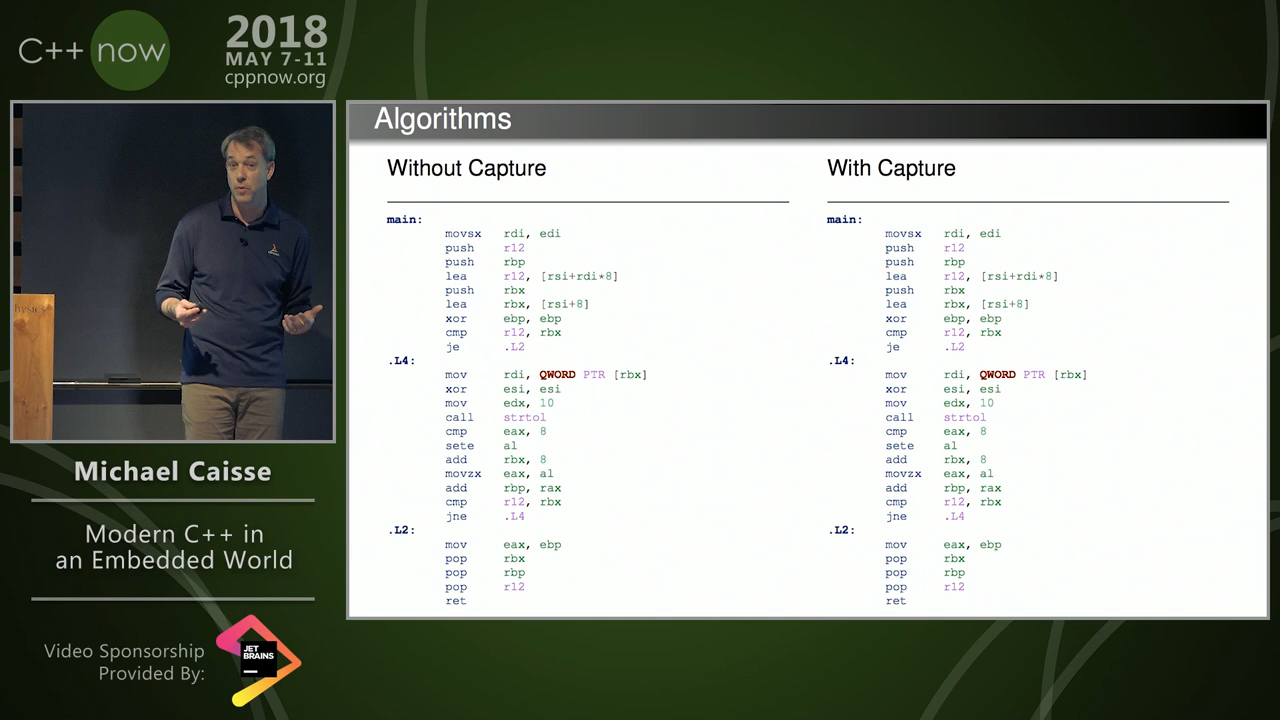 C++ now
2018
MAY 7-11
cppnow.org
Algorithms
Without Capture
main:
movsx rdi, edi
push r12
push rbp
lea r12, [rsi+rdi*8]
push rbx
lea rbx, [rsi+8]
xor ebp, ebp
cmp r12, rbx
je .L2
.L4:
mov rdi, QWORD PTR [rbx]
xor esi, esi
mov edx, 10
call strtol
cmp eax, 8
sete al
add rbx, 8
movzx eax, al
add rbp, rax
cmp r12, rbx
jne .L4
.L2:
mov eax, ebp
pop rbx
pop rbp
pop r12
ret
With Capture
main:
movsx rdi, edi
push r12
push rbp
lea r12, [rsi+rdi*8]
push rbx
lea rbx, [rsi+8]
xor ebp, ebp
cmp r12, rbx
je .L2
.L4:
mov rdi, QWORD PTR [rbx]
xor esi, esi
mov edx, 10
call strtol
cmp eax, 8
sete al
add rbx, 8
movzx eax, al
add rbp, rax
cmp r12, rbx
jne .L4
.L2:
mov eax, ebp
pop rbx
pop rbp
pop r12
ret
Michael Caisse
Modern C++ in
an Embedded World
Video Sponsorship
Provided By:
JET
BRAINS